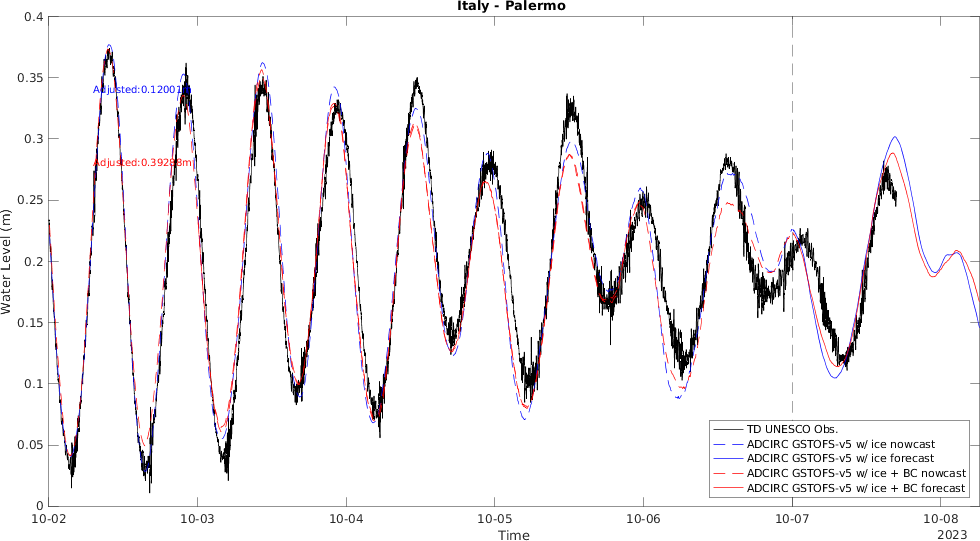 Italy - Palermo
0.4
0.35
0.3
0.25
0.2
0.15
0.1
0.05
0
Water Level (m)
Adjusted:0.12001m
Adjusted:0.39288m
TD UNESCO Obs.
ADCIRC GSTOFS-v5 w/ ice nowcast
ADCIRC GSTOFS-v5 w/ ice forecast
ADCIRC GSTOFS-v5 w/ ice + BC nowcast
ADCIRC GSTOFS-v5 w/ ice + BC forecast
10-02 10-03 10-04 10-05 10-06 10-07 10-08
2023
Time